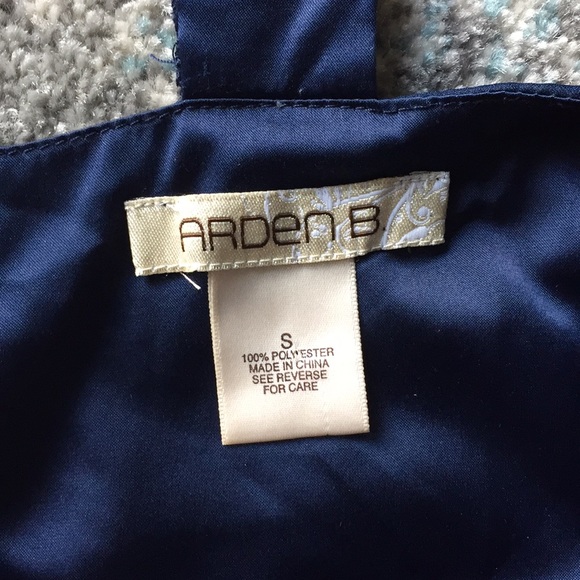 ARDEN B.
S
100% POLYESTER
MADE IN CHINA
SEE REVERSE
FOR CARE